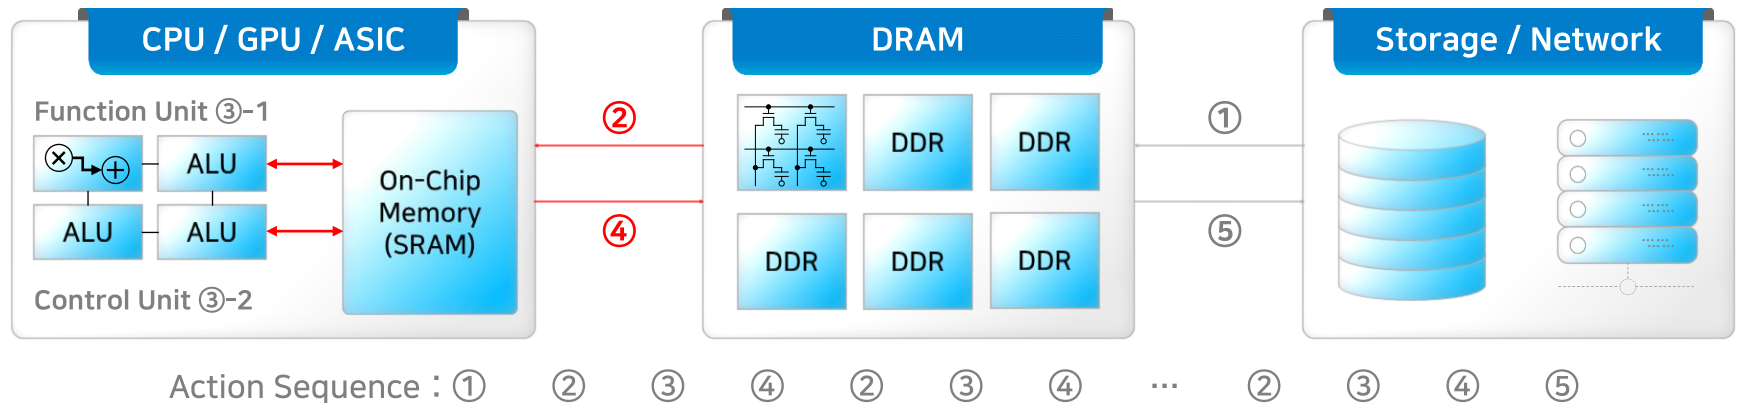 CPU / GPU / ASIC
Function Unit ③-1
ALU
ALU
ALU
Control Unit ③-2
On-Chip
Memory
(SRAM)
②
④
DRAM
DDR
DDR
DDR
DDR
DDR
①
⑤
Storage / Network
Action Sequence : ① ② ③ ④ ② ③ ④ ··· ② ③ ④ ⑤